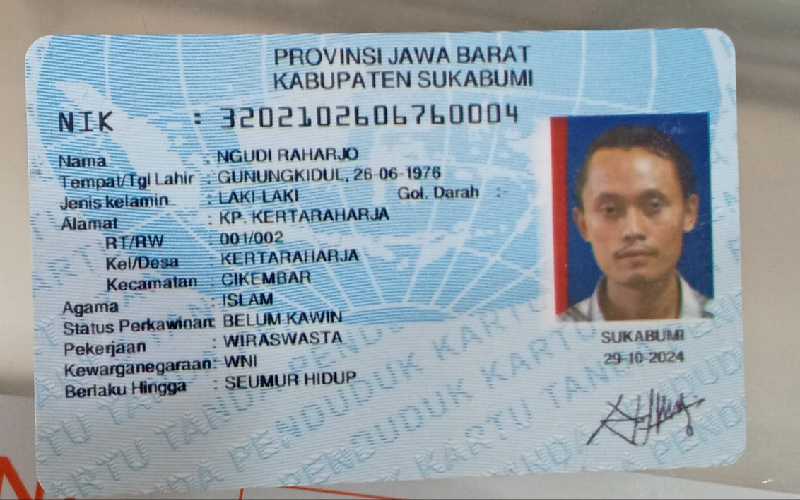 PROVINSI JAWA BARAT
KABUPATEN SUKABUMI
NIK : 3202102606760004
Nama : NGUDI RAHARJO
Tempat/Tgl Lahir : GUNUNGKIDUL, 26-06-1976
Jenis kelamin : LAKI-LAKI Gol. Darah : -
Alamat : KP. KERTARAHARJA
RT/RW : 001/002
Kel/Desa : KERTARAHARJA
Kecamatan : CIKEMBAR
Agama : ISLAM
Status Perkawinan: BELUM KAWIN
Pekerjaan : WIRASWASTA
Kewarganegaraan: WNI
Berlaku Hingga : SEUMUR HIDUP
SUKABUMI
29-10-2024
KARTU TANDA PENDUDUK KARTU TANDA PENDUDUK